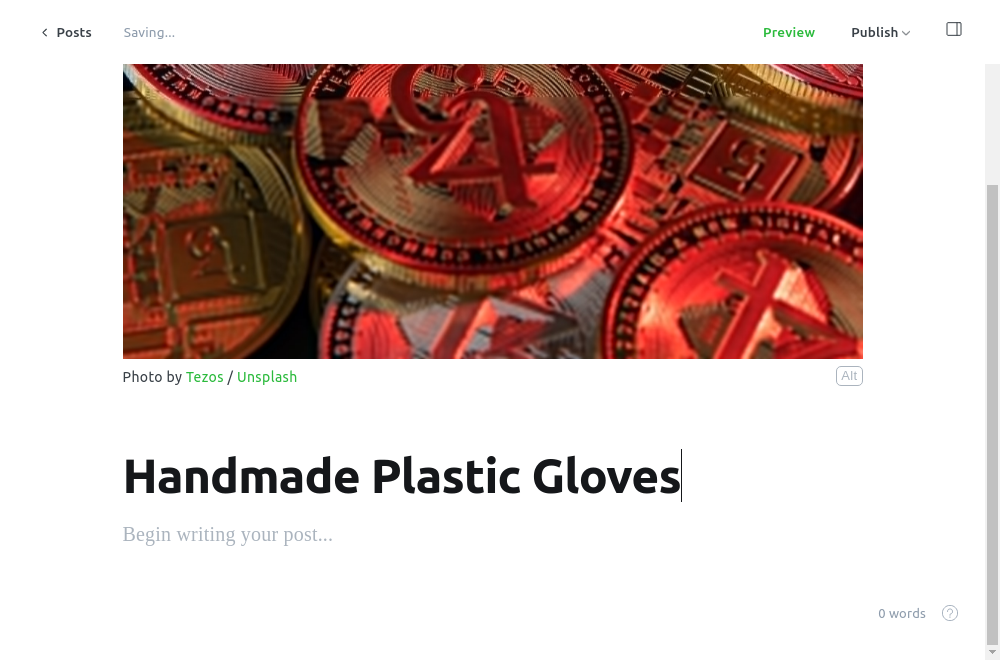 Posts Saving... Preview Publish
Photo by Tezos / Unsplash Alt
Handmade Plastic Gloves
Begin writing your post...
0 words ?